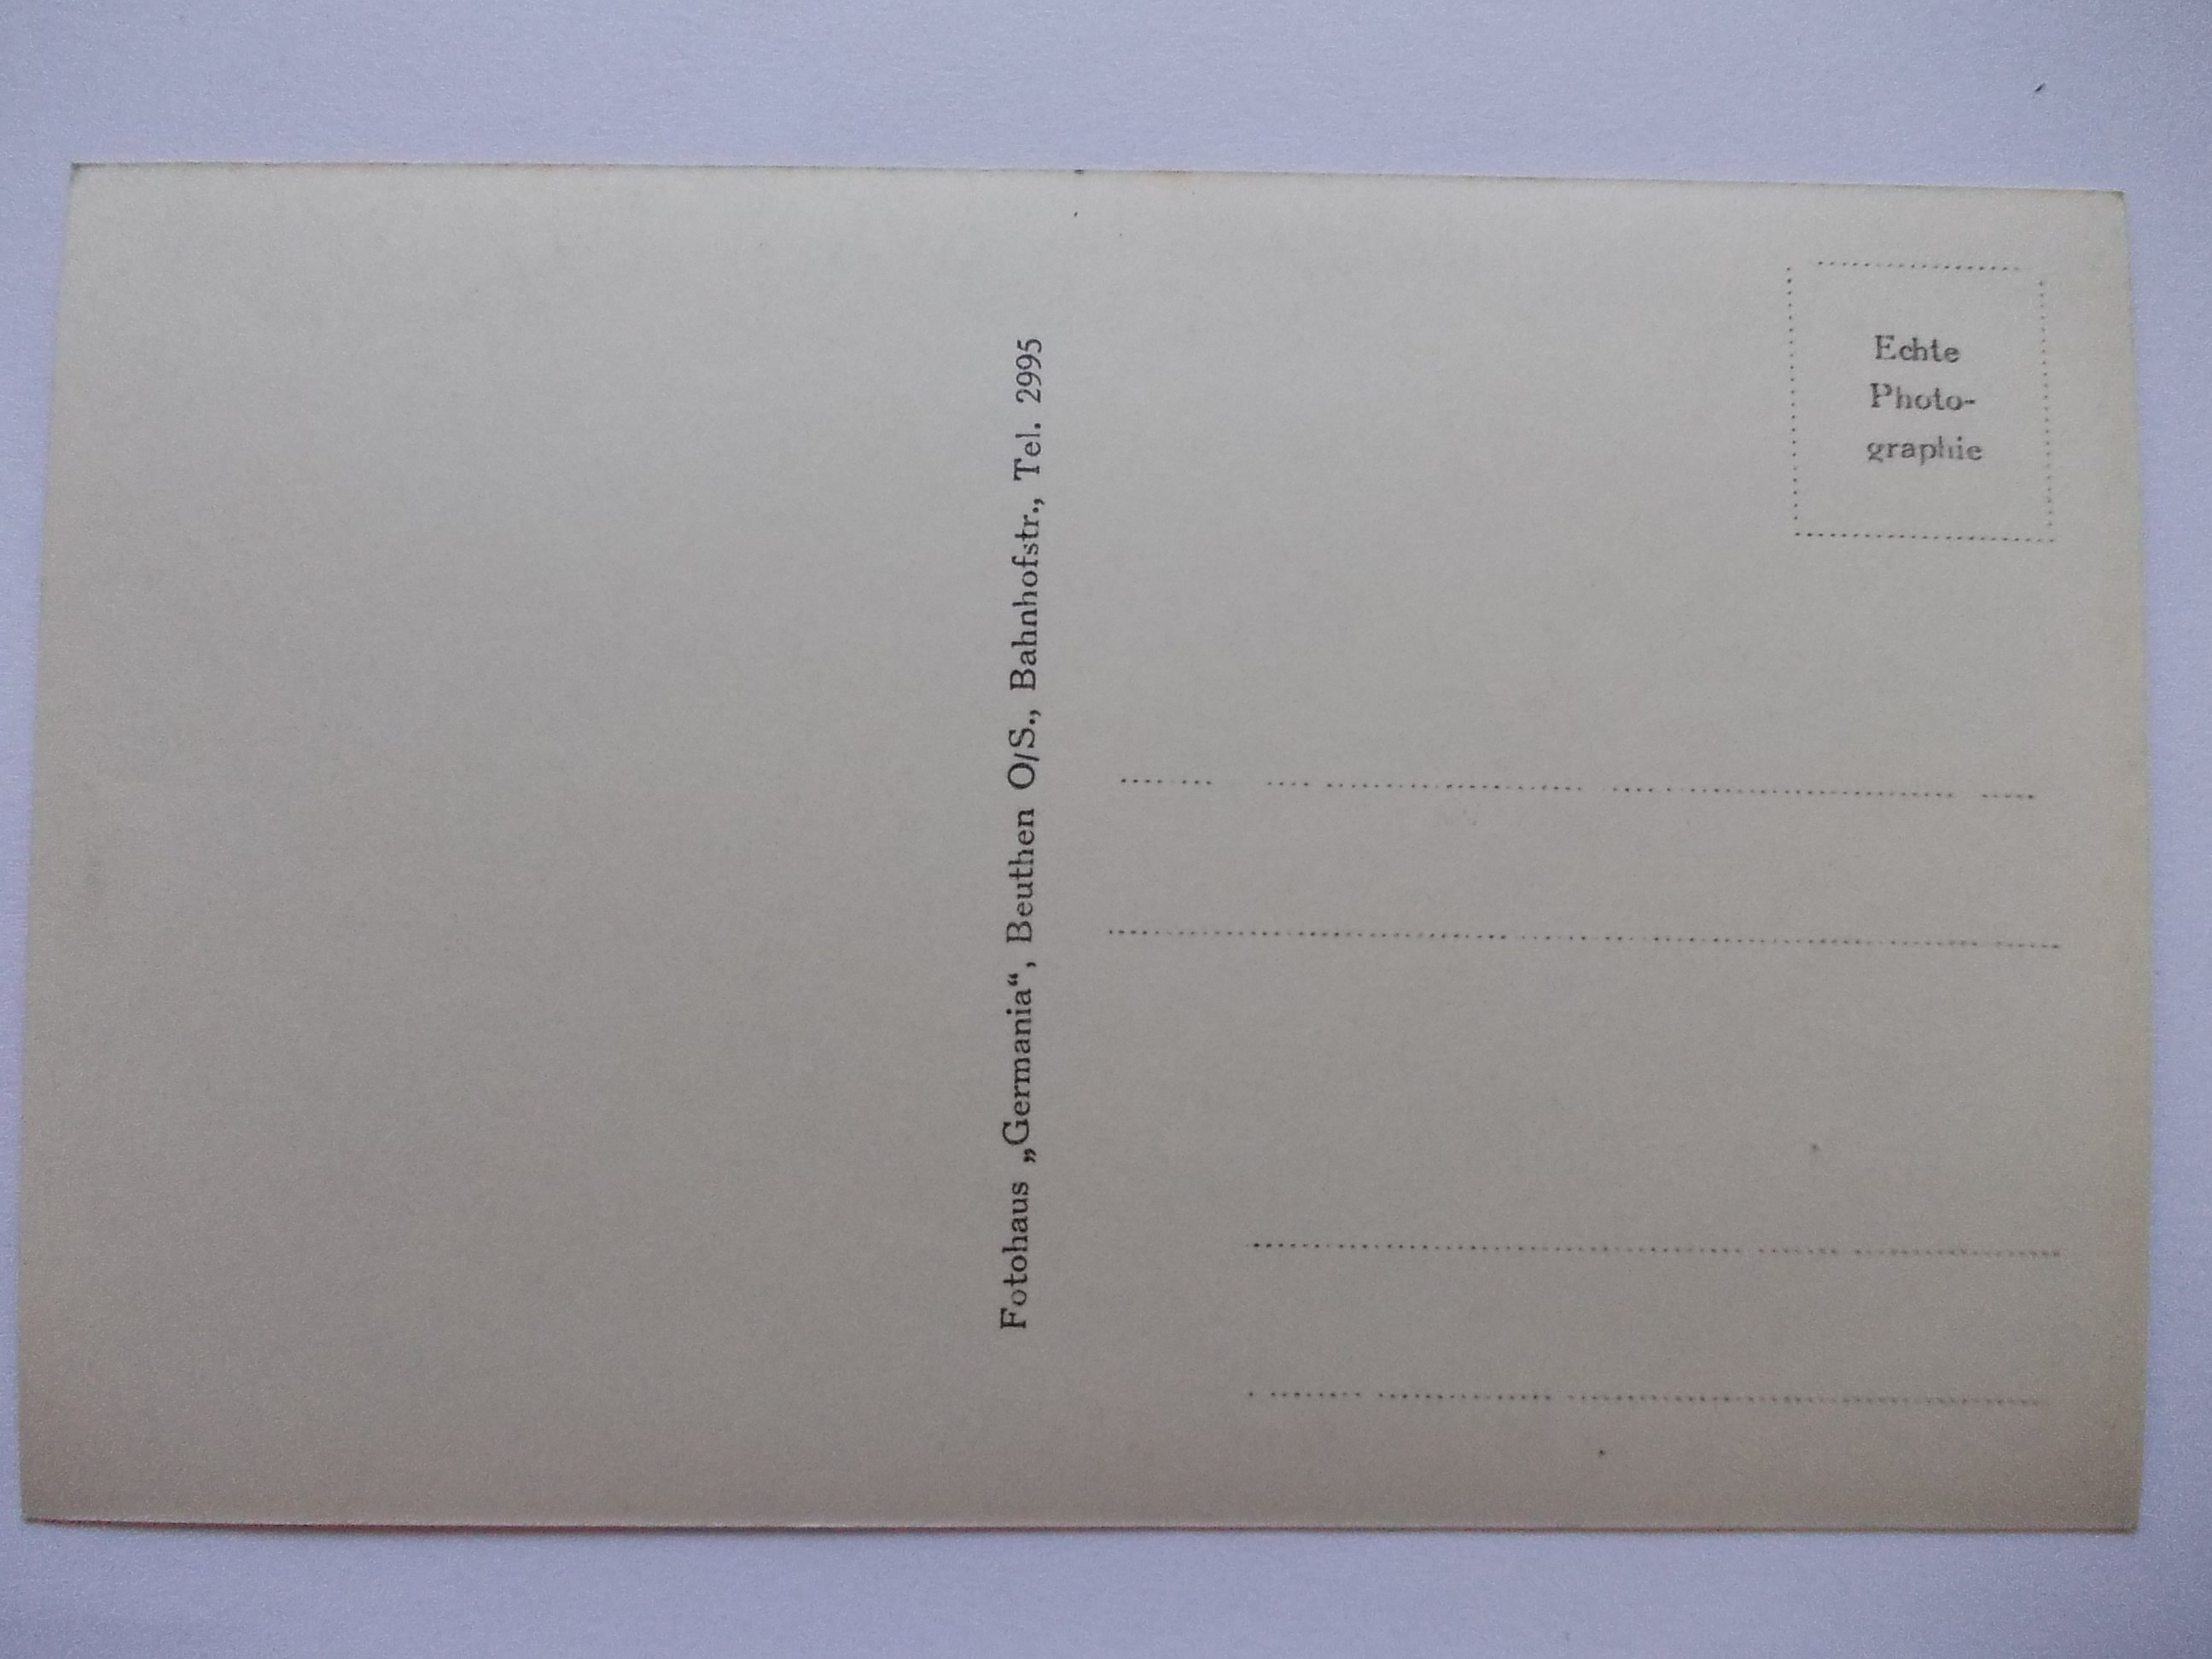 Fotohaus „Germania“, Beuthen O/S., Bahnhofstr., Tel. 2995
Echte
Photo-
graphie